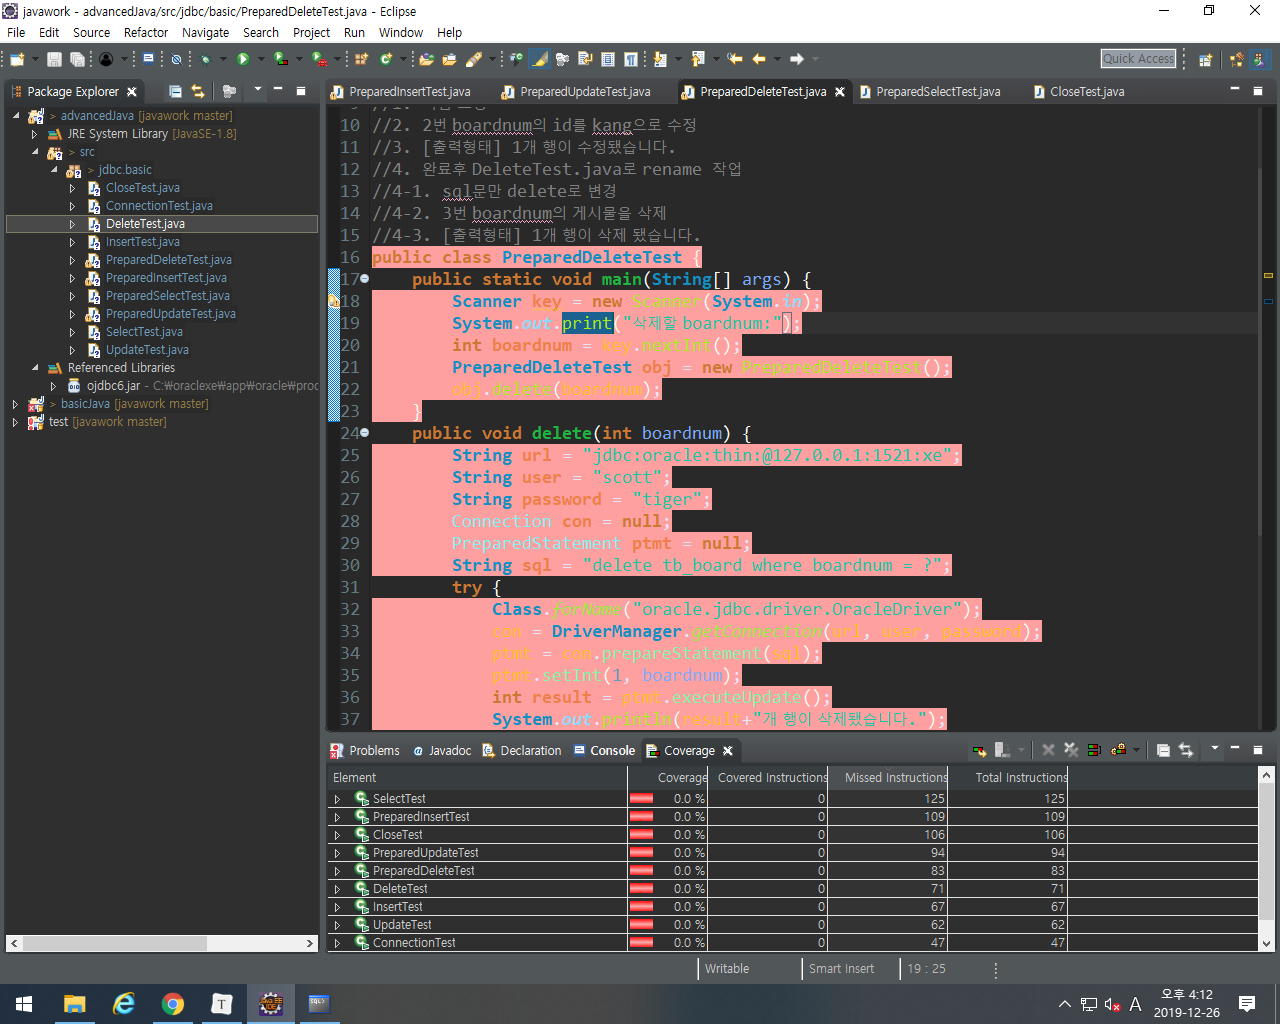 javawork - advancedJava/src/jdbc/basic/PreparedDeleteTest.java - Eclipse
File Edit Source Refactor Navigate Search Project Run Window Help
Quick Access
Package Explorer
> advancedJava [javawork master]
JRE System Library [JavaSE-1.8]
> src
> jdbc.basic
CloseTest.java
ConnectionTest.java
DeleteTest.java
InsertTest.java
PreparedDeleteTest.java
PreparedInsertTest.java
PreparedSelectTest.java
PreparedUpdateTest.java
SelectTest.java
UpdateTest.java
Referenced Libraries
ojdbc6.jar - C:₩oraclexe₩app₩oracle₩proc
> basicJava [javawork master]
test [javawork master]
PreparedInsertTest.java PreparedUpdateTest.java PreparedDeleteTest.java PreparedSelectTest.java CloseTest.java
10 //2. 2번 boardnum의 id를 kang으로 수정
11 //3. [출력형태] 1개 행이 수정됐습니다.
12 //4. 완료후 DeleteTest.java로 rename 작업
13 //4-1. sql문만 delete로 변경
14 //4-2. 3번 boardnum의 게시물을 삭제
15 //4-3. [출력형태] 1개 행이 삭제 됐습니다.
16 public class PreparedDeleteTest {
17 public static void main(String[] args) {
18 Scanner key = new Scanner(System.in);
19 System.out.print("삭제할 boardnum:");
20 int boardnum = key.nextInt();
21 PreparedDeleteTest obj = new PreparedDeleteTest();
22 obj.delete(boardnum);
23 }
24 public void delete(int boardnum) {
25 String url = "jdbc:oracle:thin:@127.0.0.1:1521:xe";
26 String user = "scott";
27 String password = "tiger";
28 Connection con = null;
29 PreparedStatement ptmt = null;
30 String sql = "delete tb_board where boardnum = ?";
31 try {
32 Class.forName("oracle.jdbc.driver.OracleDriver");
33 con = DriverManager.getConnection(url, user, password);
34 ptmt = con.prepareStatement(sql);
35 ptmt.setInt(1, boardnum);
36 int result = ptmt.executeUpdate();
37 System.out.println(result+"개 행이 삭제됐습니다.");
Problems Javadoc Declaration Console Coverage
Element Coverage Covered Instructions Missed Instructions Total Instructions
SelectTest 0.0 % 0 125 125
PreparedInsertTest 0.0 % 0 109 109
CloseTest 0.0 % 0 106 106
PreparedUpdateTest 0.0 % 0 94 94
PreparedDeleteTest 0.0 % 0 83 83
DeleteTest 0.0 % 0 71 71
InsertTest 0.0 % 0 67 67
UpdateTest 0.0 % 0 62 62
ConnectionTest 0.0 % 0 47 47
Writable Smart Insert 19 : 25
A 오후 4:12
2019-12-26